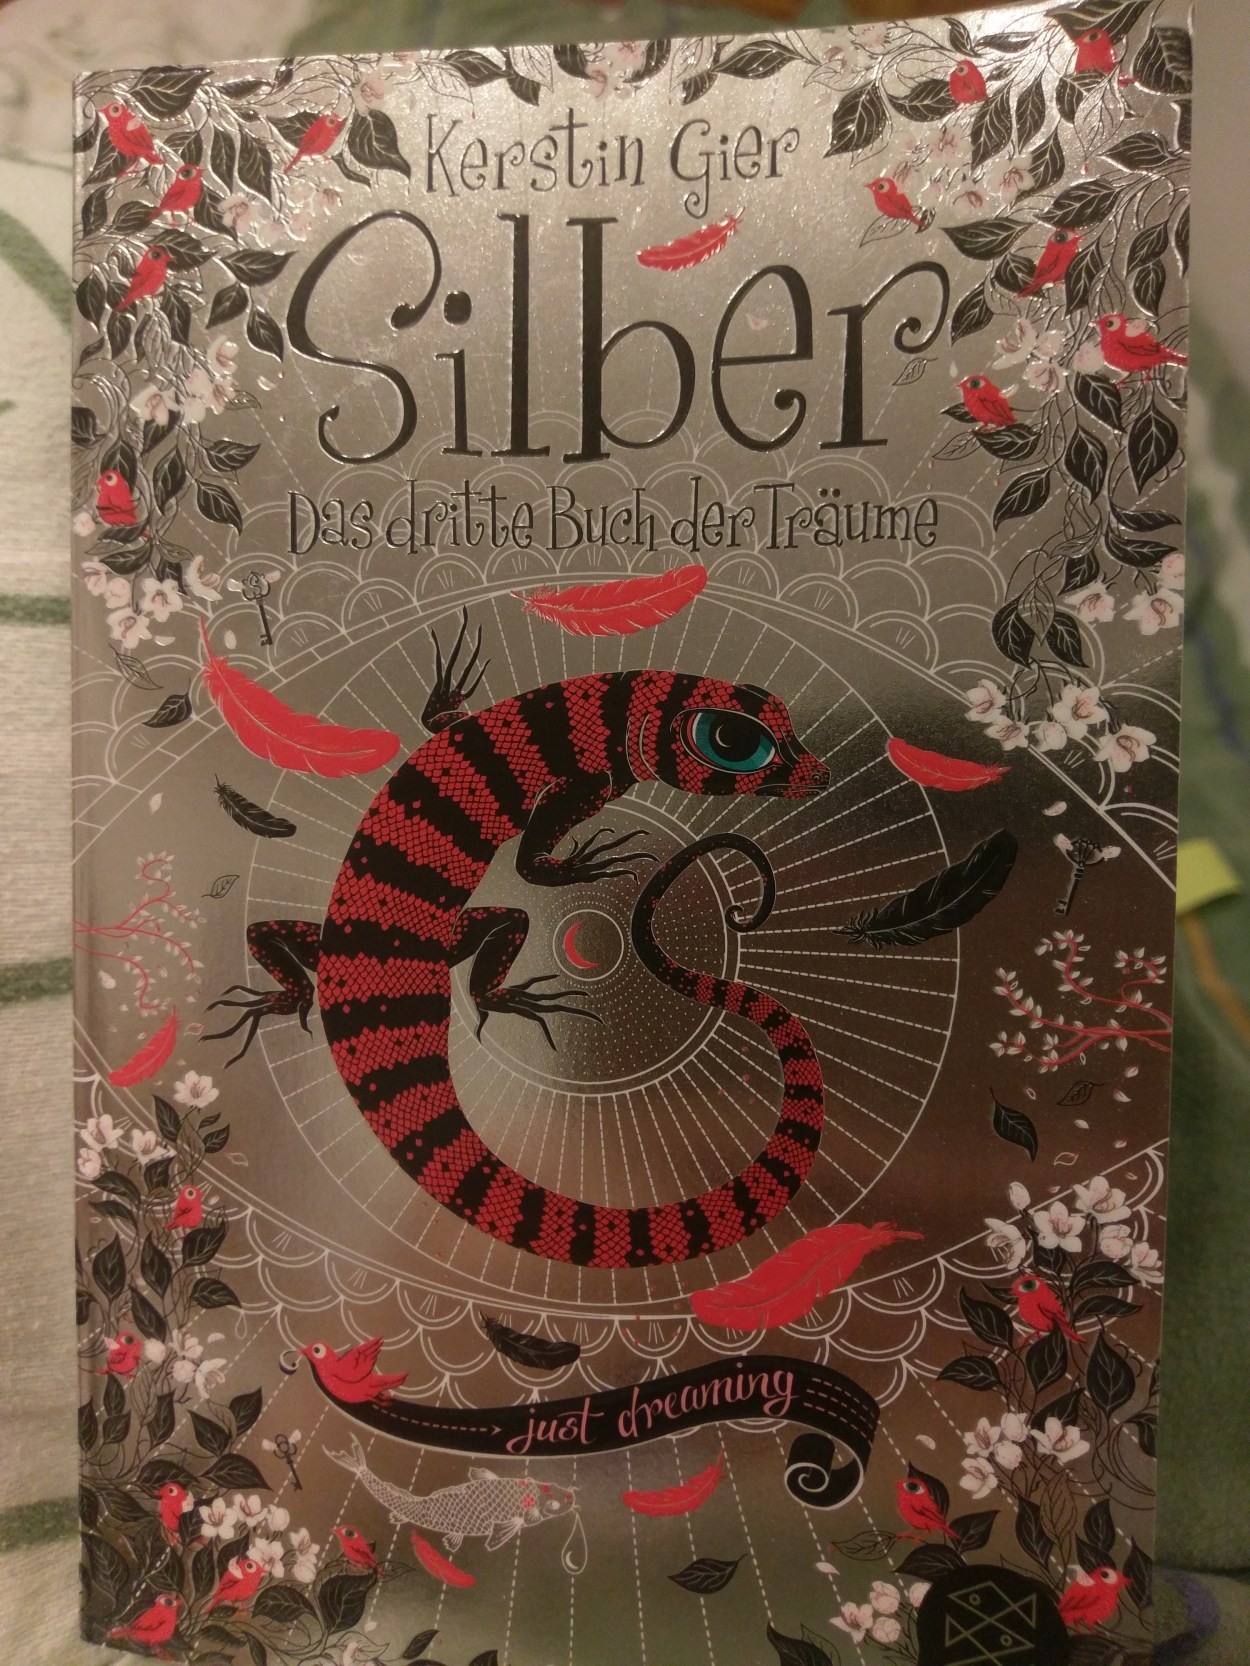 Kerstin Gier
Silber
Das dritte Buch der Träume
just dreaming